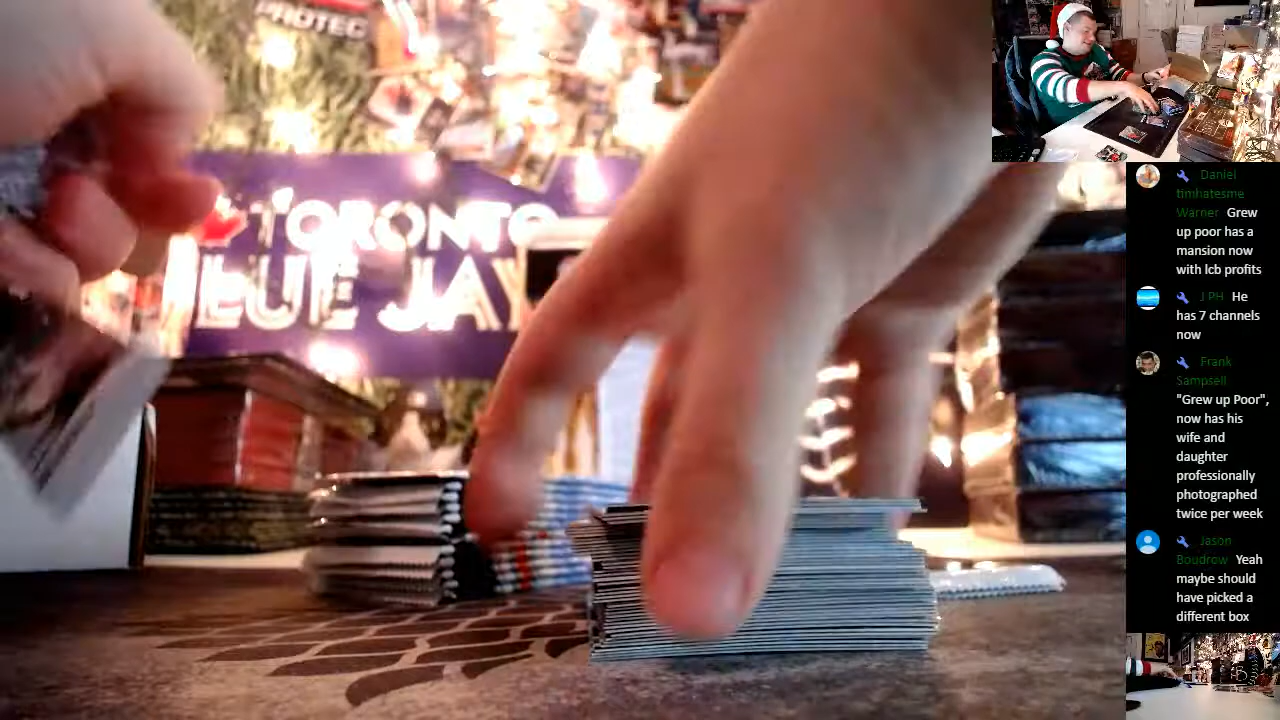 PROTEC
TORONTO
BLUE JAY
Daniel
timhatesme
Warner Grew
up poor has a
mansion now
with lcb profits
J PH He
has 7 channels
now
Frank
Sampsell
"Grew up Poor",
now has his
wife and
daughter
professionally
photographed
twice per week
Jason
Boudrow Yeah
maybe should
have picked a
different box